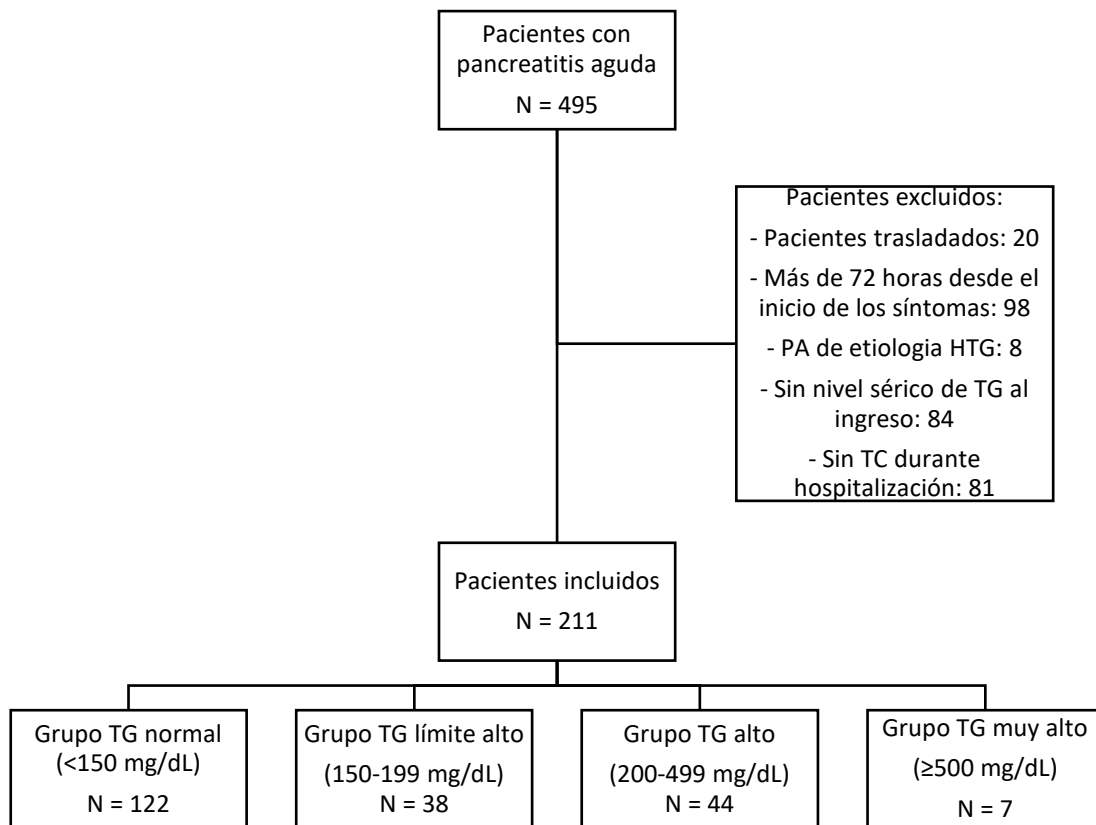 Pacientes con
pancreatitis aguda
N = 495
Pacientes excluidos:
- Pacientes trasladados: 20
- Más de 72 horas desde el
inicio de los síntomas: 98
- PA de etiologia HTG: 8
- Sin nivel sérico de TG al
ingreso: 84
- Sin TC durante
hospitalización: 81
Pacientes incluidos
N = 211
Grupo TG normal
(<150 mg/dL)
N = 122
Grupo TG límite alto
(150-199 mg/dL)
N = 38
Grupo TG alto
(200-499 mg/dL)
N = 44
Grupo TG muy alto
(≥500 mg/dL)
N = 7